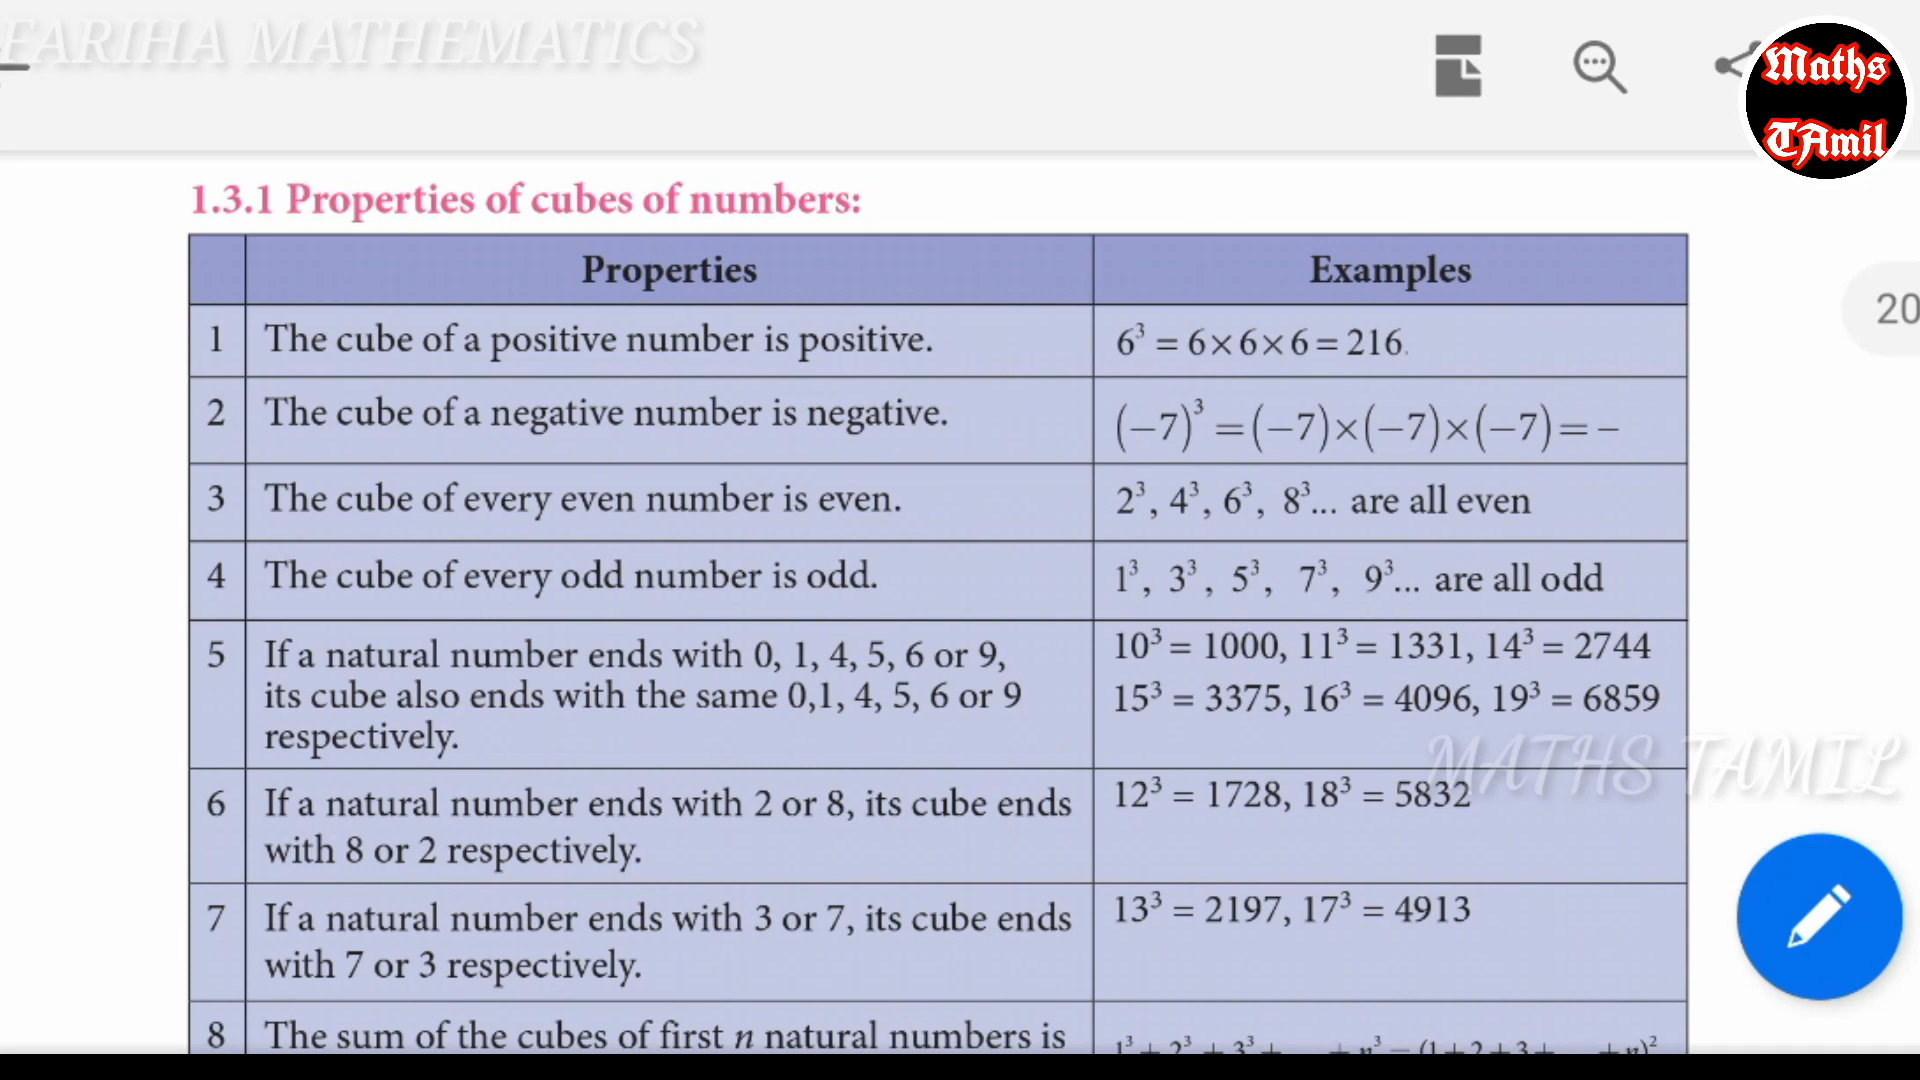 FARIHA MATHEMATICS
Maths
TAmil
1.3.1 Properties of cubes of numbers:
Properties Examples
20
1 The cube of a positive number is positive. 6³ = 6×6×6 = 216.
2 The cube of a negative number is negative. (−7)³ = (−7)×(−7)×(−7) = −
3 The cube of every even number is even. 2³, 4³, 6³, 8³... are all even
4 The cube of every odd number is odd. 1³, 3³, 5³, 7³, 9³... are all odd
5 If a natural number ends with 0, 1, 4, 5, 6 or 9, 10³ = 1000, 11³ = 1331, 14³ = 2744
its cube also ends with the same 0,1, 4, 5, 6 or 9 15³ = 3375, 16³ = 4096, 19³ = 6859
respectively.
MATHS TAMIL
6 If a natural number ends with 2 or 8, its cube ends 12³ = 1728, 18³ = 5832
with 8 or 2 respectively.
7 If a natural number ends with 3 or 7, its cube ends 13³ = 2197, 17³ = 4913
with 7 or 3 respectively.
8 The sum of the cubes of first n natural numbers is